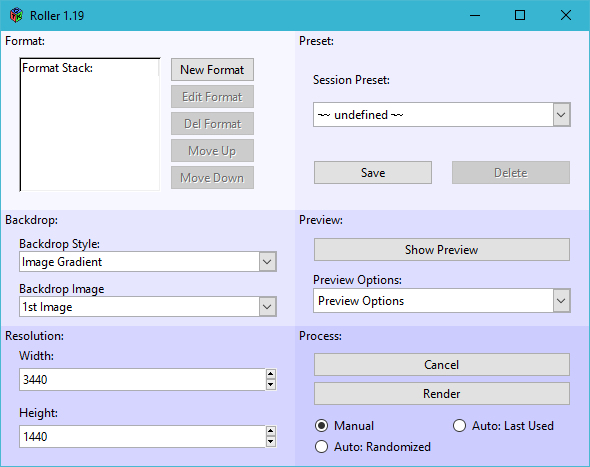 Roller 1.19
Format:
Format Stack:
New Format
Edit Format
Del Format
Move Up
Move Down
Preset:
Session Preset:
~~ undefined ~~
Save
Delete
Backdrop:
Backdrop Style:
Image Gradient
Backdrop Image
1st Image
Preview:
Show Preview
Preview Options:
Preview Options
Resolution:
Width:
3440
Height:
1440
Process:
Cancel
Render
Manual
Auto: Last Used
Auto: Randomized